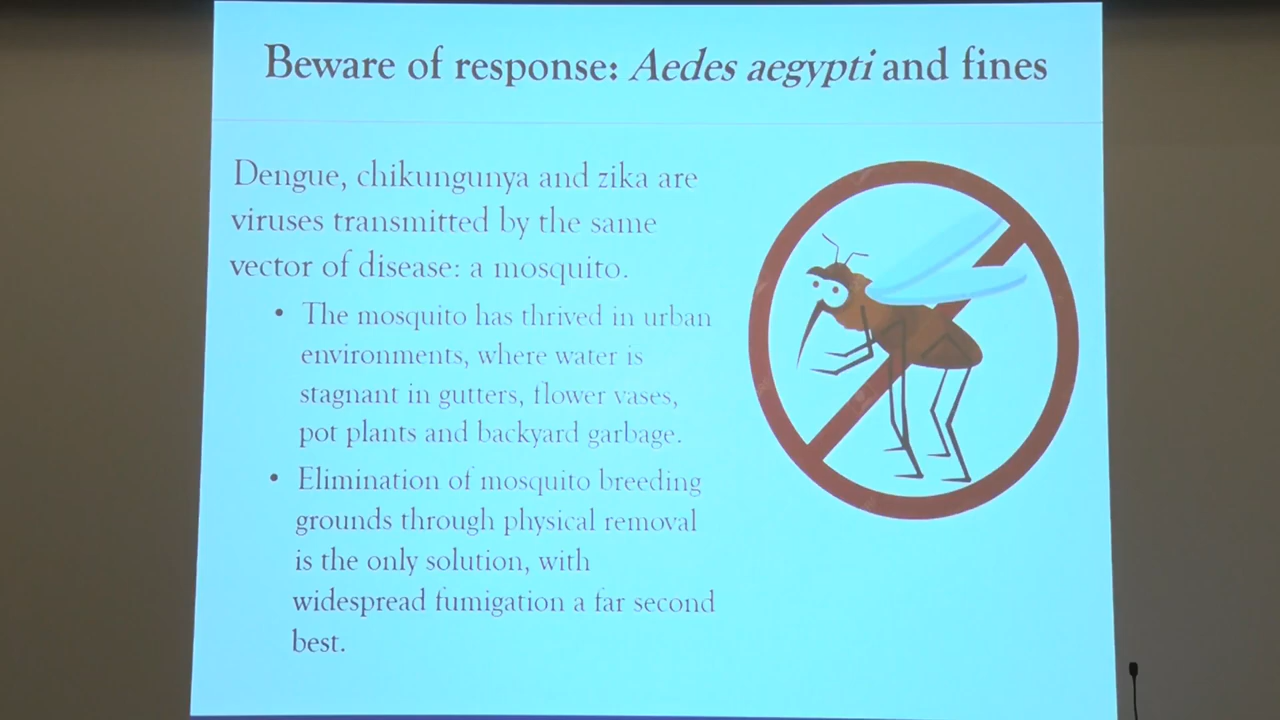 Beware of response: Aedes aegypti and fines
Dengue, chikungunya and zika are
viruses transmitted by the same
vector of disease: a mosquito.
• The mosquito has thrived in urban
environments, where water is
stagnant in gutters, flower vases,
pot plants and backyard garbage.
• Elimination of mosquito breeding
grounds through physical removal
is the only solution, with
widespread fumigation a far second
best.